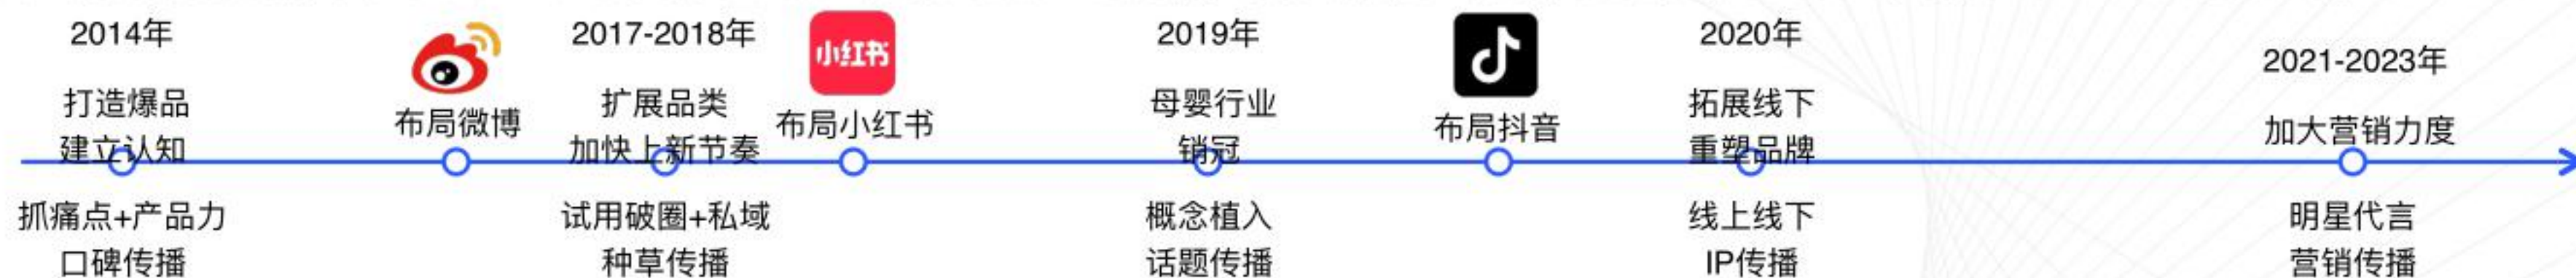 2014年
打造爆品
建立认知
抓痛点+产品力
口碑传播
布局微博
2017-2018年
扩展品类
加快上新节奏
试用破圈+私域
种草传播
小红书
布局小红书
2019年
母婴行业
销冠
概念植入
话题传播
布局抖音
2020年
拓展线下
重塑品牌
线上线下
IP传播
2021-2023年
加大营销力度
明星代言
营销传播